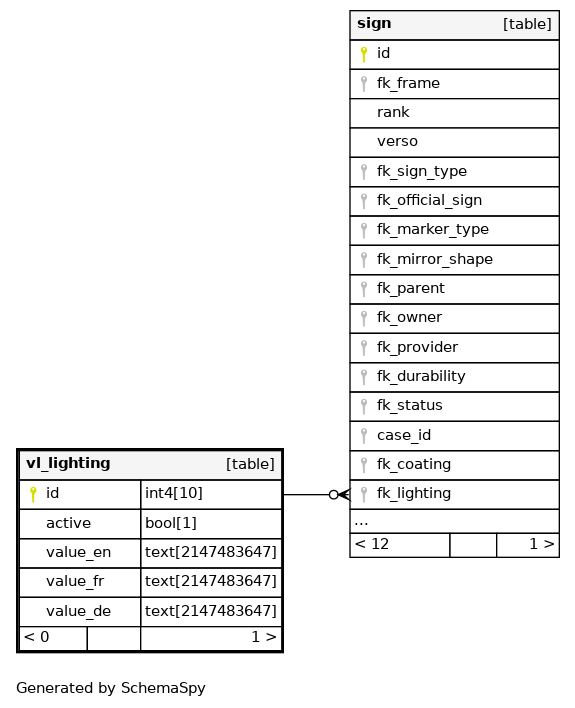 sign [table]
id
fk_frame
rank
verso
fk_sign_type
fk_official_sign
fk_marker_type
fk_mirror_shape
fk_parent
fk_owner
fk_provider
fk_durability
fk_status
case_id
fk_coating
fk_lighting
...
< 12 1 >
vl_lighting [table]
id int4[10]
active bool[1]
value_en text[2147483647]
value_fr text[2147483647]
value_de text[2147483647]
< 0 1 >
Generated by SchemaSpy